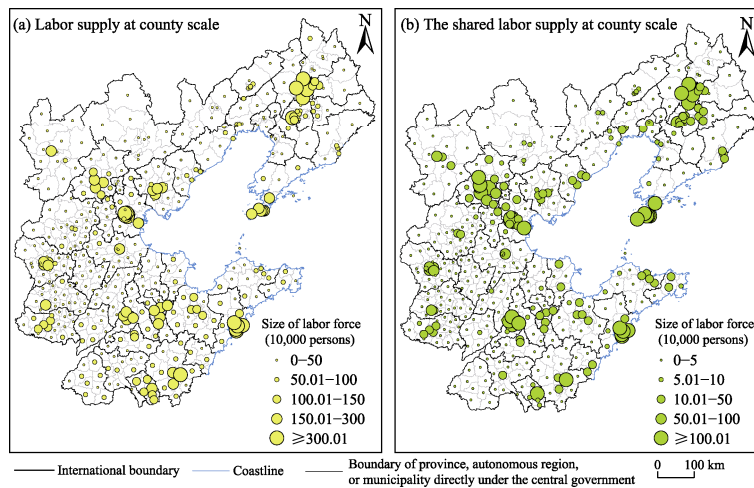 (a) Labor supply at county scale
N
Size of labor force
(10,000 persons)
0−50
50.01−100
100.01−150
150.01−300
≥300.01
(b) The shared labor supply at county scale
N
Size of labor force
(10,000 persons)
0−5
5.01−10
10.01−50
50.01−100
≥100.01
International boundary
Coastline
Boundary of province, autonomous region,
or municipality directly under the central government
0 100 km